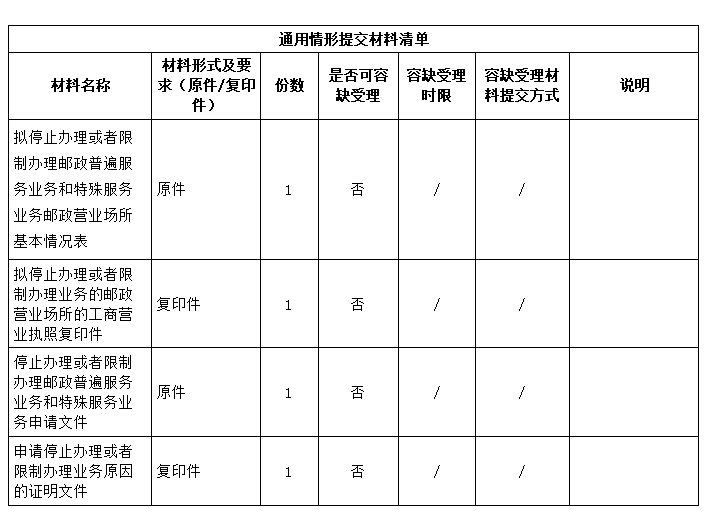 通用情形提交材料清单
材料名称
材料形式及要
求（原件/复印
件）
份数
是否可容
缺受理
容缺受理
时限
容缺受理材
料提交方式
说明
拟停止办理或者限
制办理邮政普遍服
务业务和特殊服务
业务邮政营业场所
基本情况表
原件
1
否
/
/
拟停止办理或者限
制办理业务的邮政
营业场所的工商营
业执照复印件
复印件
1
否
/
/
停止办理或者限制
办理邮政普遍服务
业务和特殊服务业
务申请文件
原件
1
否
/
/
申请停止办理或者
限制办理业务原因
的证明文件
复印件
1
否
/
/